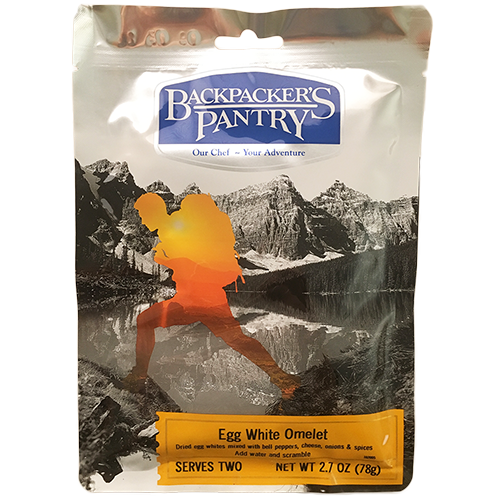 BACKPACKER'S
PANTRY
Our Chef – Your Adventure
Egg White Omelet
Dried egg whites mixed with bell peppers, cheese, onions & spices
Add water and scramble
SERVES TWO NET WT 2.7 OZ (78g)